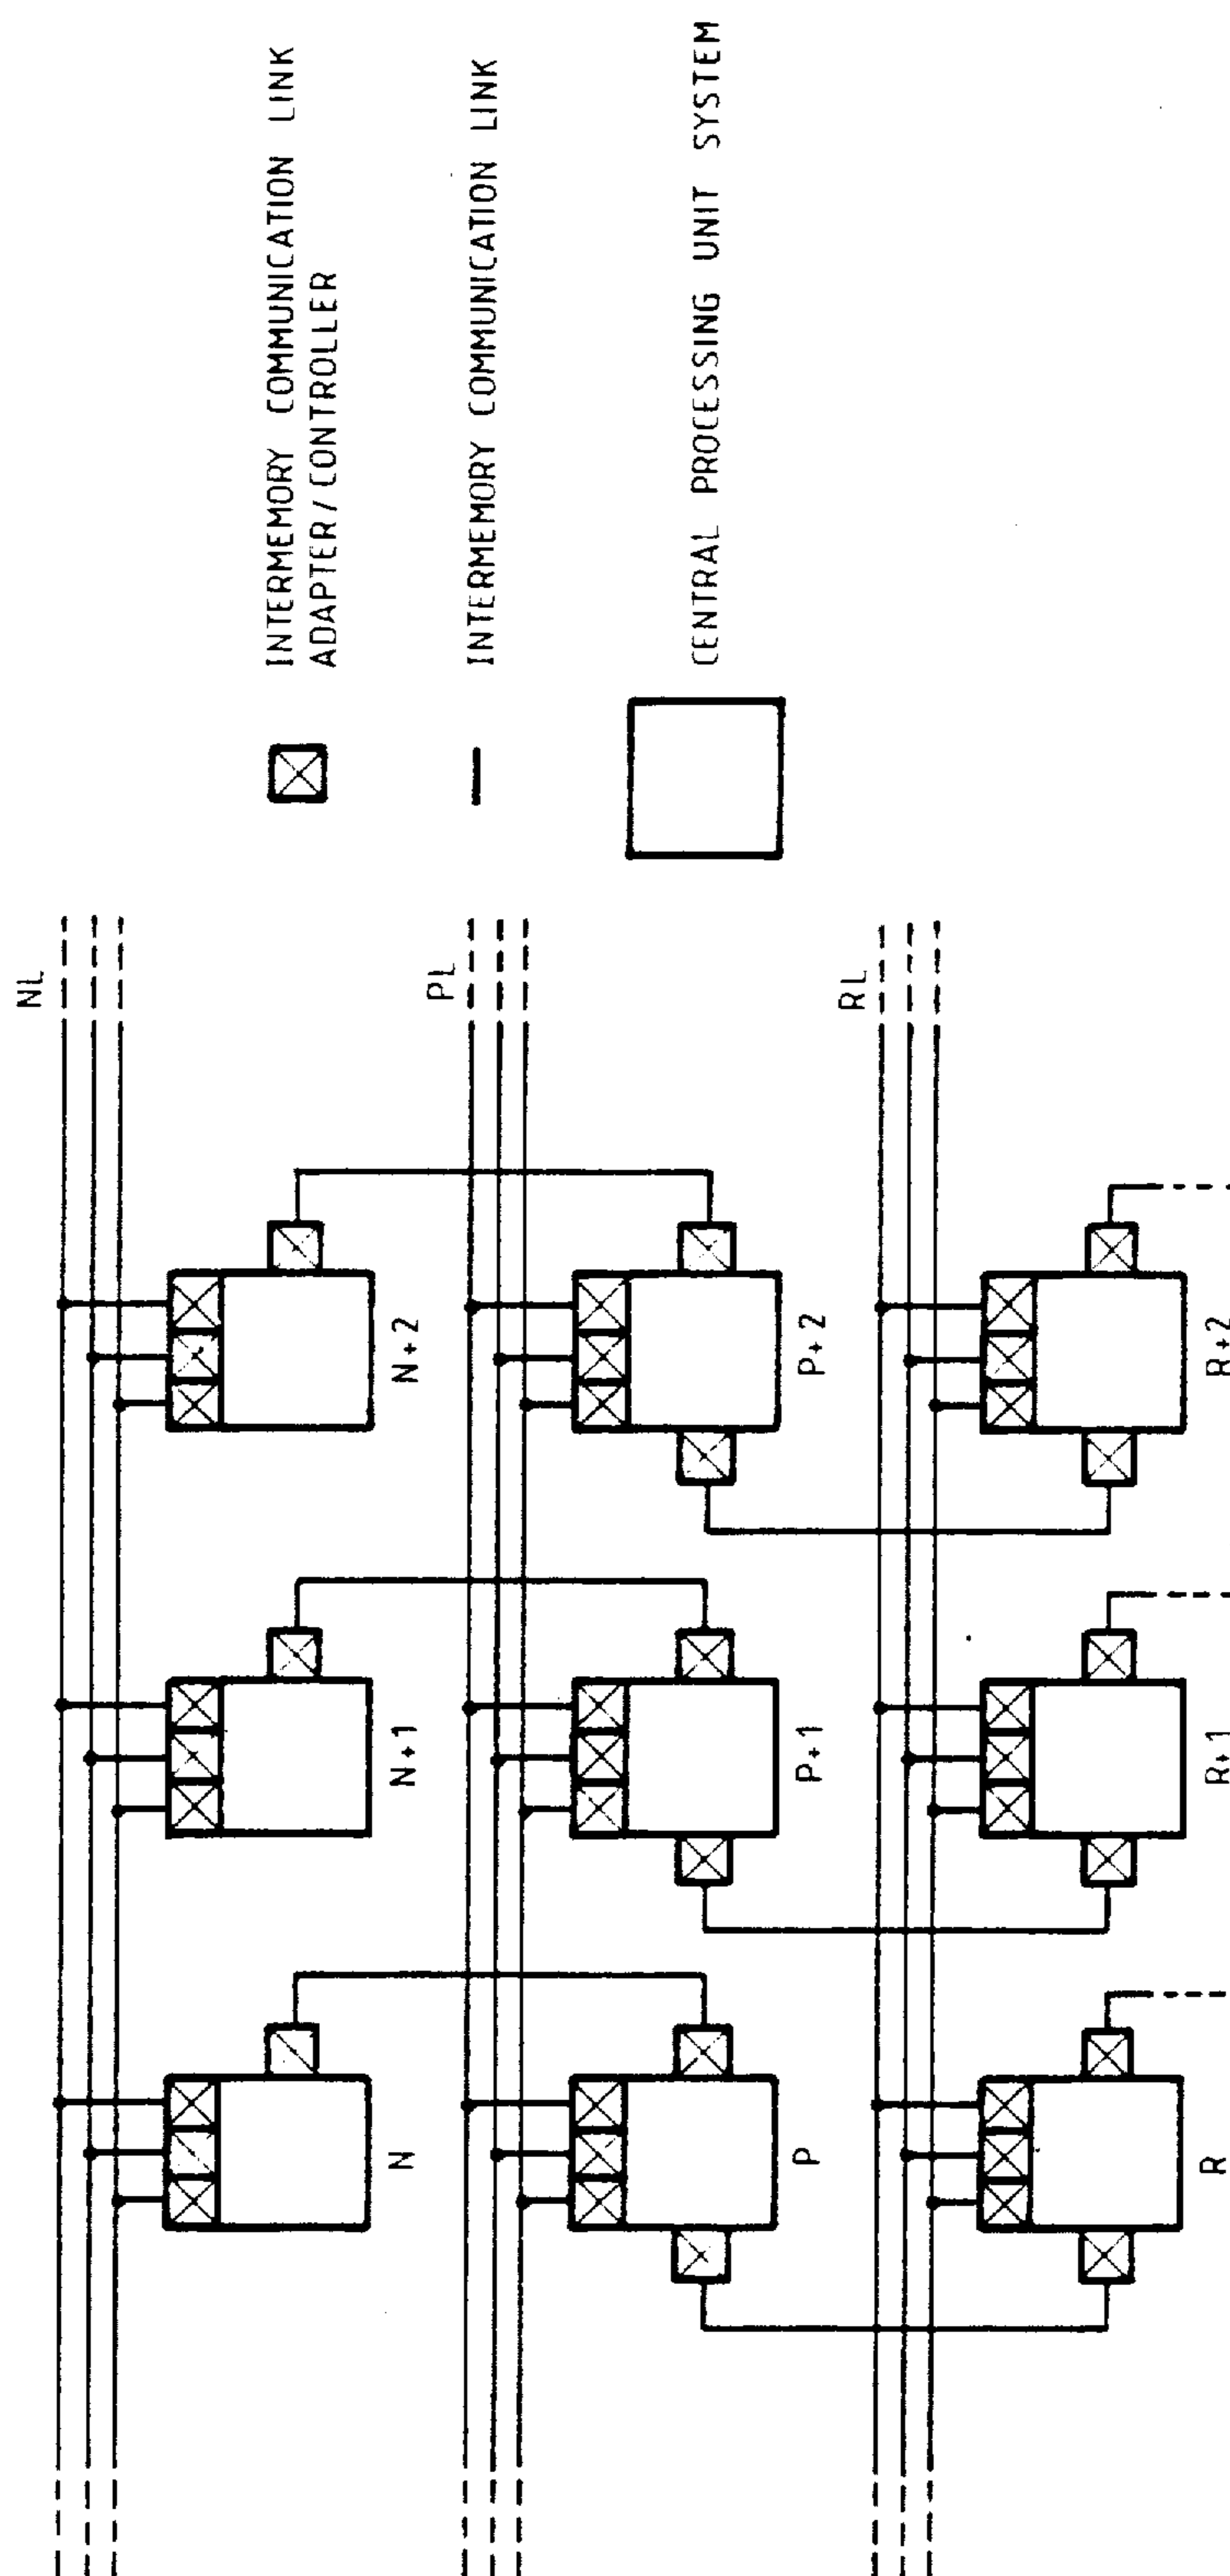 NL
N
N+1
N+2
PL
P
P+1
P+2
RL
R
R+1
R+2
INTERMEMORY COMMUNICATION LINK
ADAPTER/CONTROLLER
INTERMEMORY COMMUNICATION LINK
CENTRAL PROCESSING UNIT SYSTEM